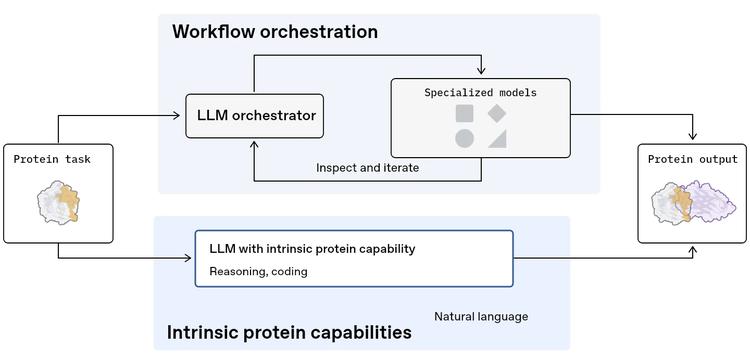 Workflow orchestration
LLM orchestrator
Specialized models
Inspect and iterate
Protein task
Protein output
LLM with intrinsic protein capability
Reasoning, coding
Natural language
Intrinsic protein capabilities